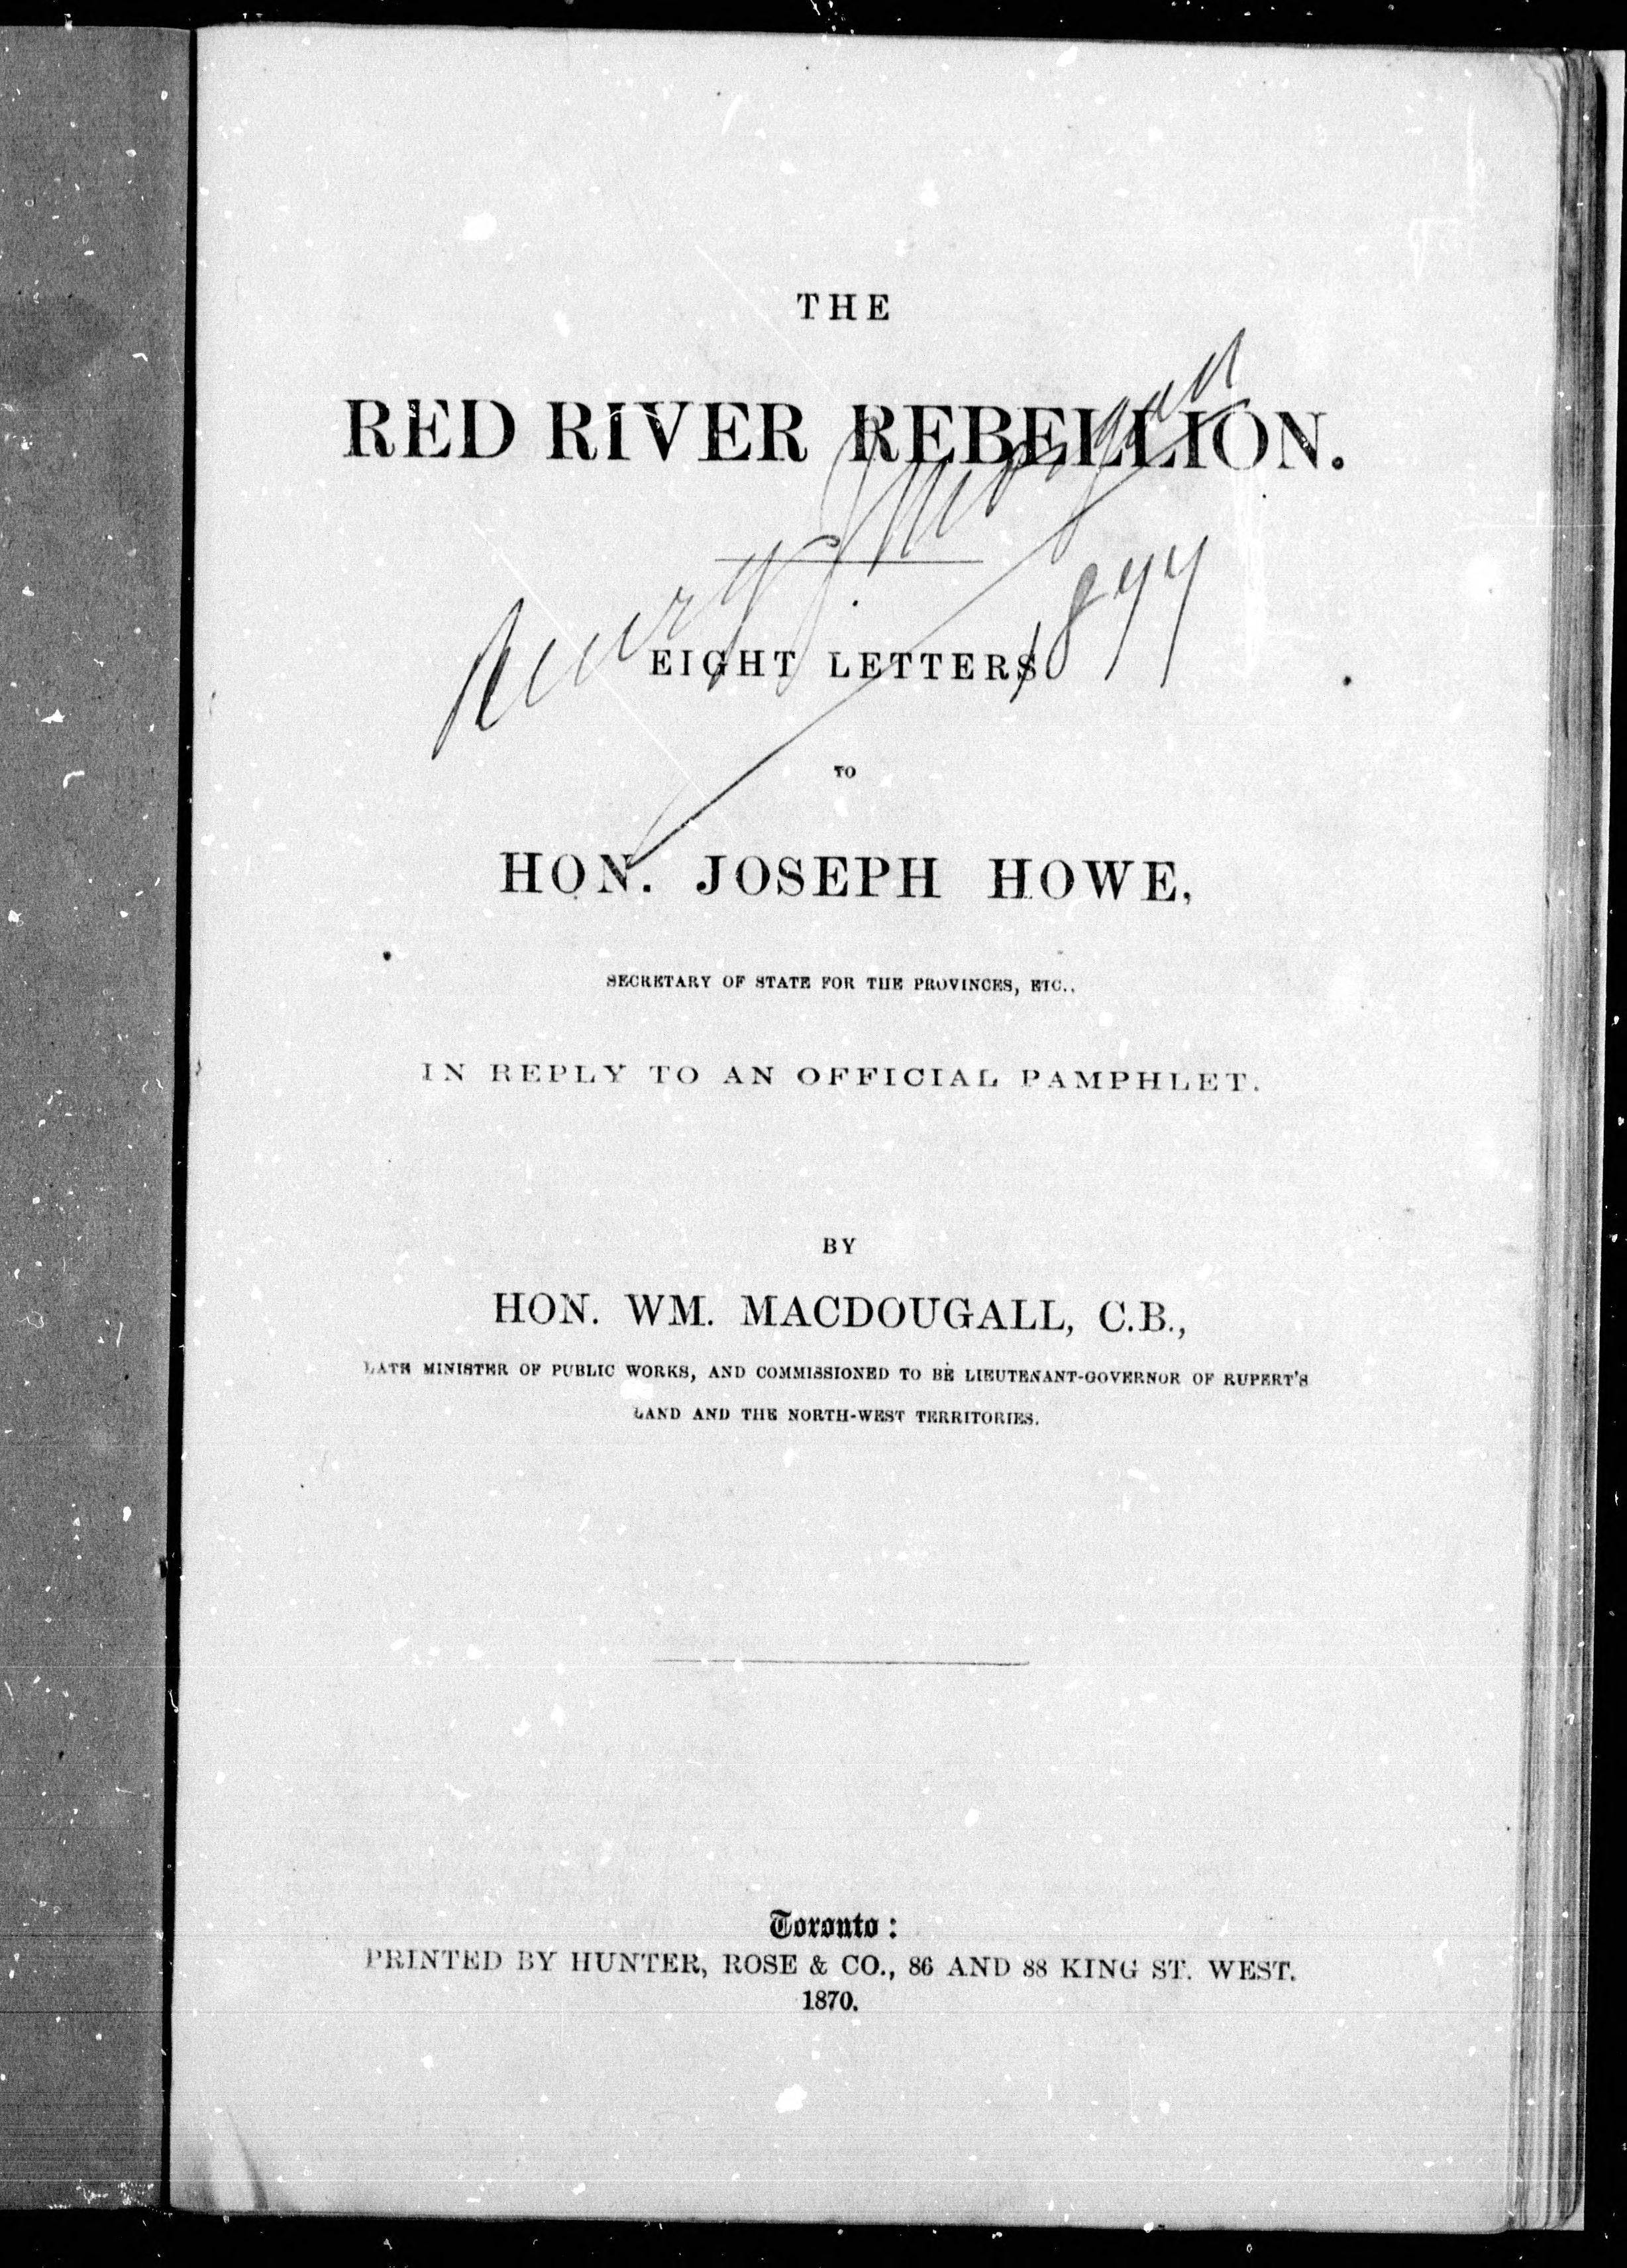 THE
RED RIVER REBELLION.
Henry J. Morgan
1877
EIGHT LETTERS
TO
HON. JOSEPH HOWE,
SECRETARY OF STATE FOR THE PROVINCES, ETC.,
IN REPLY TO AN OFFICIAL PAMPHLET.
BY
HON. WM. MACDOUGALL, C.B.,
LATE MINISTER OF PUBLIC WORKS, AND COMMISSIONED TO BE LIEUTENANT-GOVERNOR OF RUPERT'S
LAND AND THE NORTH-WEST TERRITORIES.
Toronto:
PRINTED BY HUNTER, ROSE & CO., 86 AND 88 KING ST. WEST.
1870.